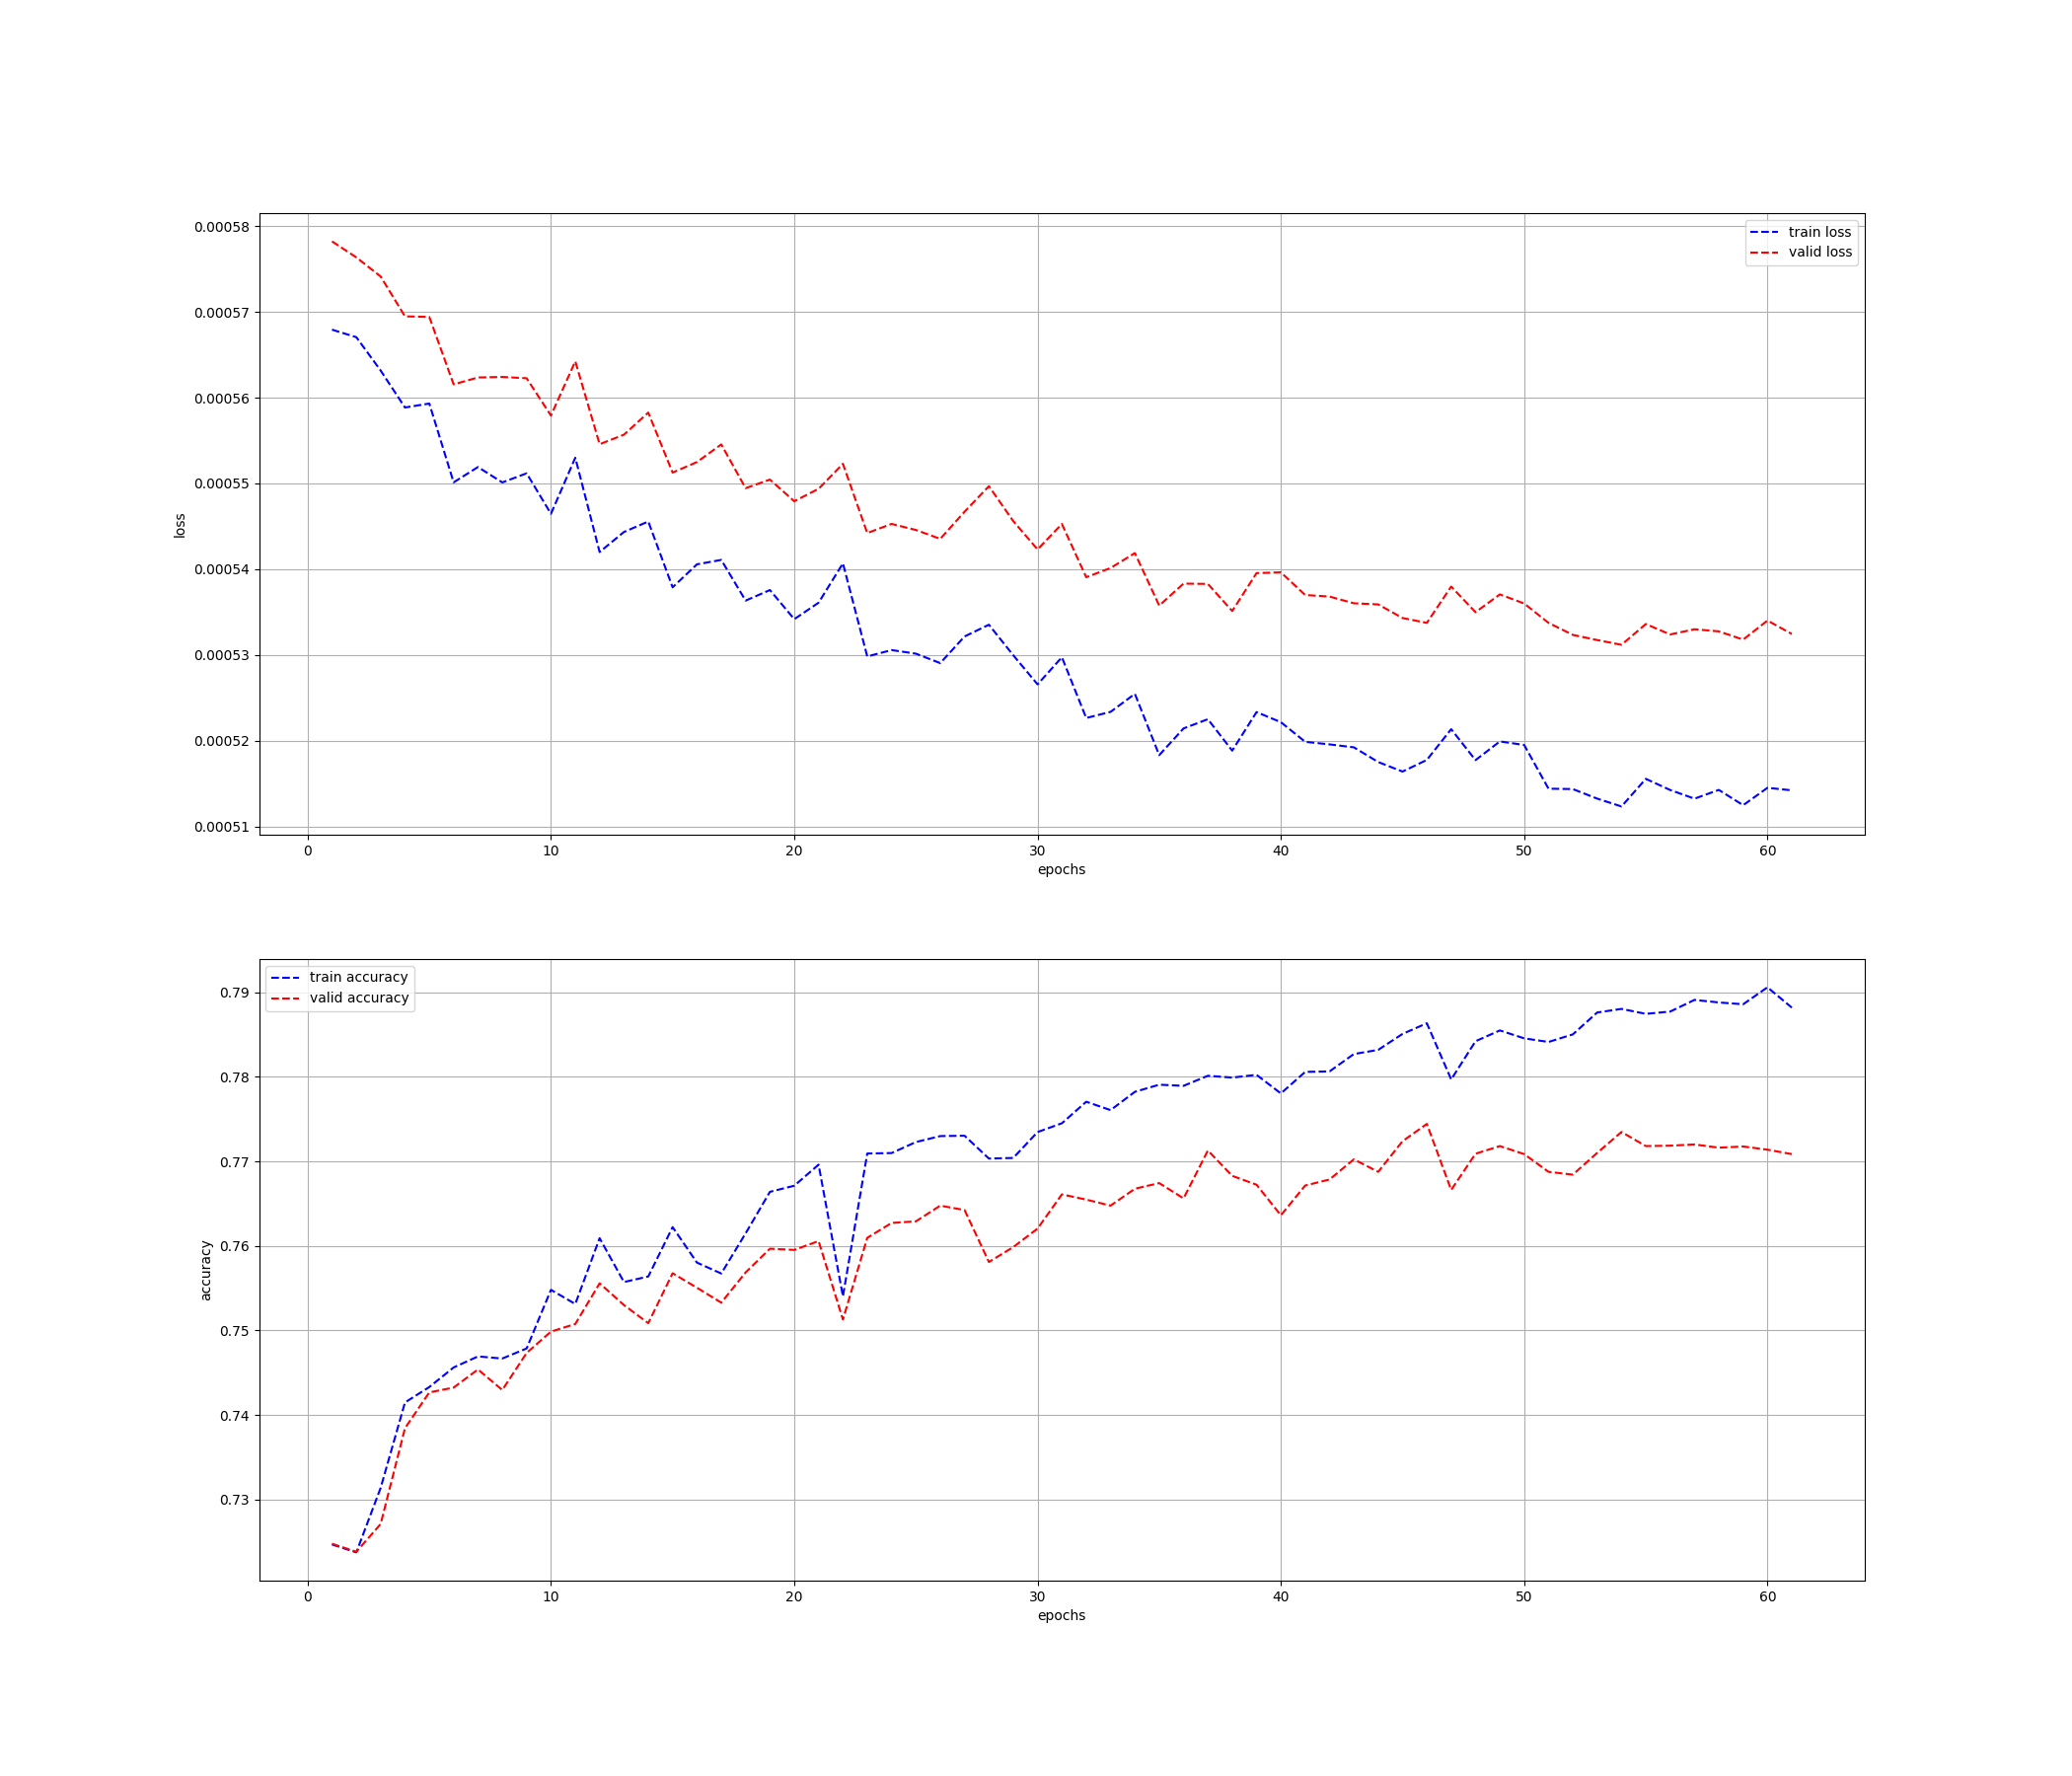 0.00058
0.00057
0.00056
0.00055
0.00054
0.00053
0.00052
0.00051
loss
train loss
valid loss
0 10 20 30 40 50 60
epochs
0.79
0.78
0.77
0.76
0.75
0.74
0.73
accuracy
train accuracy
valid accuracy
0 10 20 30 40 50 60
epochs